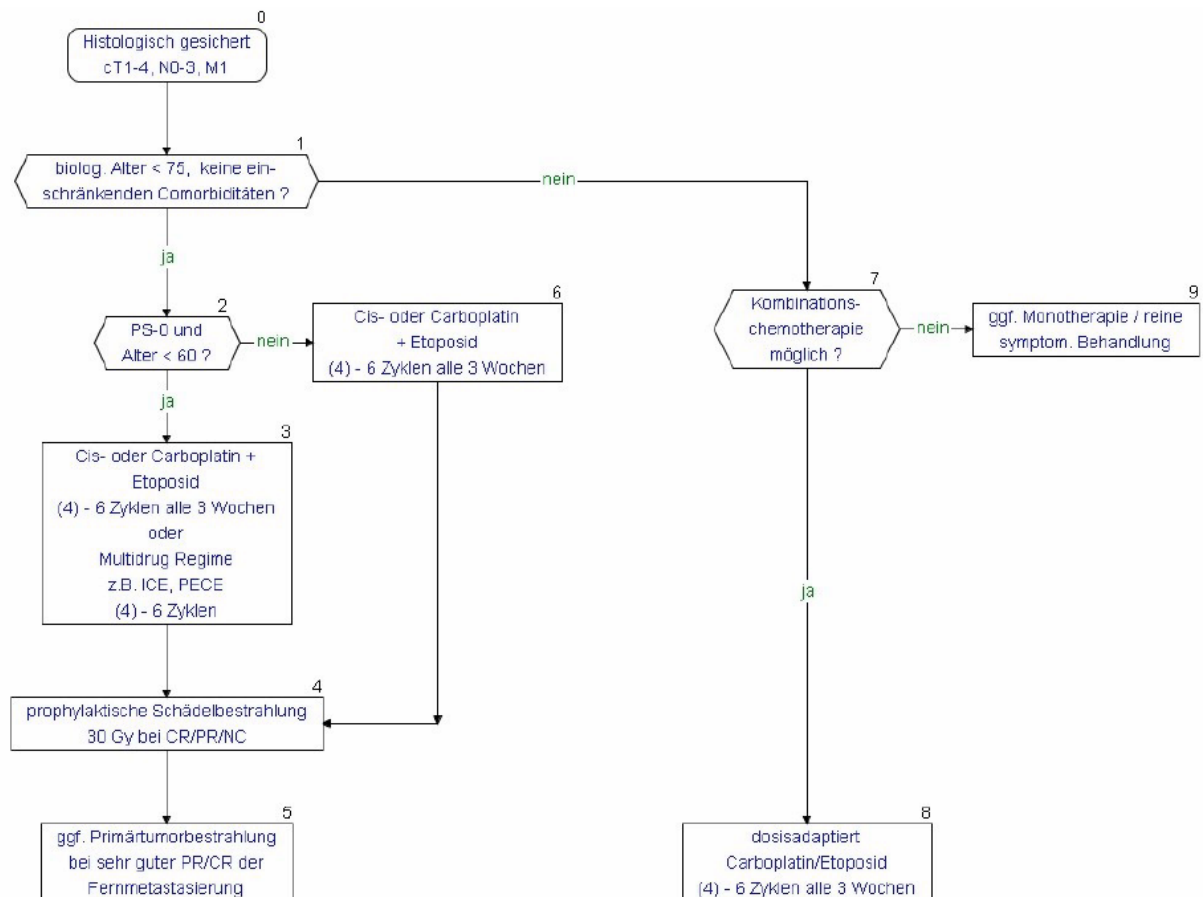 0
Histologisch gesichert
cT1-4, N0-3, M1
1
biolog. Alter < 75, keine ein-
schränkenden Comorbiditäten ?
nein
ja
2
PS-0 und
Alter < 60 ?
nein
6
Cis- oder Carboplatin
+ Etoposid
(4) - 6 Zyklen alle 3 Wochen
7
Kombinations-
chemotherapie
möglich ?
nein
9
ggf. Monotherapie / reine
symptom. Behandlung
ja
3
Cis- oder Carboplatin +
Etoposid
(4) - 6 Zyklen alle 3 Wochen
oder
Multidrug Regime
z.B. ICE, PECE
(4) - 6 Zyklen
ja
4
prophylaktische Schädelbestrahlung
30 Gy bei CR/PR/NC
5
ggf. Primärtumorbestrahlung
bei sehr guter PR/CR der
Fernmetastasierung
8
dosisadaptiert
Carboplatin/Etoposid
(4) - 6 Zyklen alle 3 Wochen